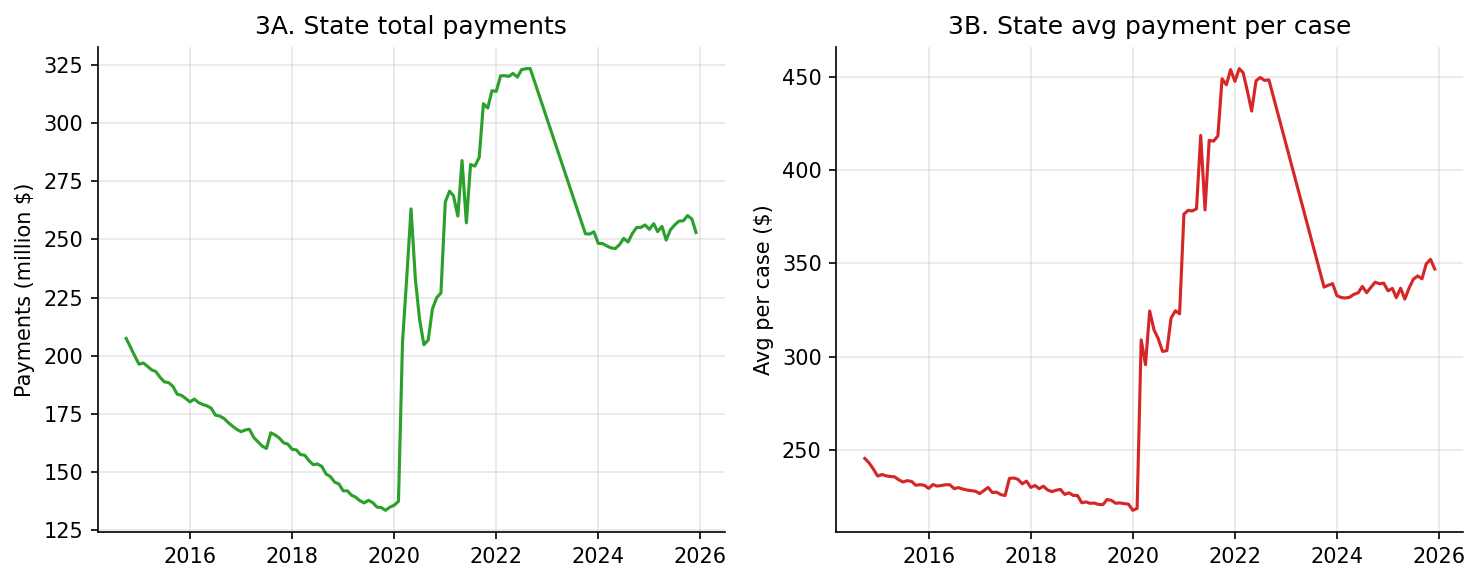 3A. State total payments
Payments (million $)
325
300
275
250
225
200
175
150
125
2016 2018 2020 2022 2024 2026
3B. State avg payment per case
Avg per case ($)
450
400
350
300
250
2016 2018 2020 2022 2024 2026